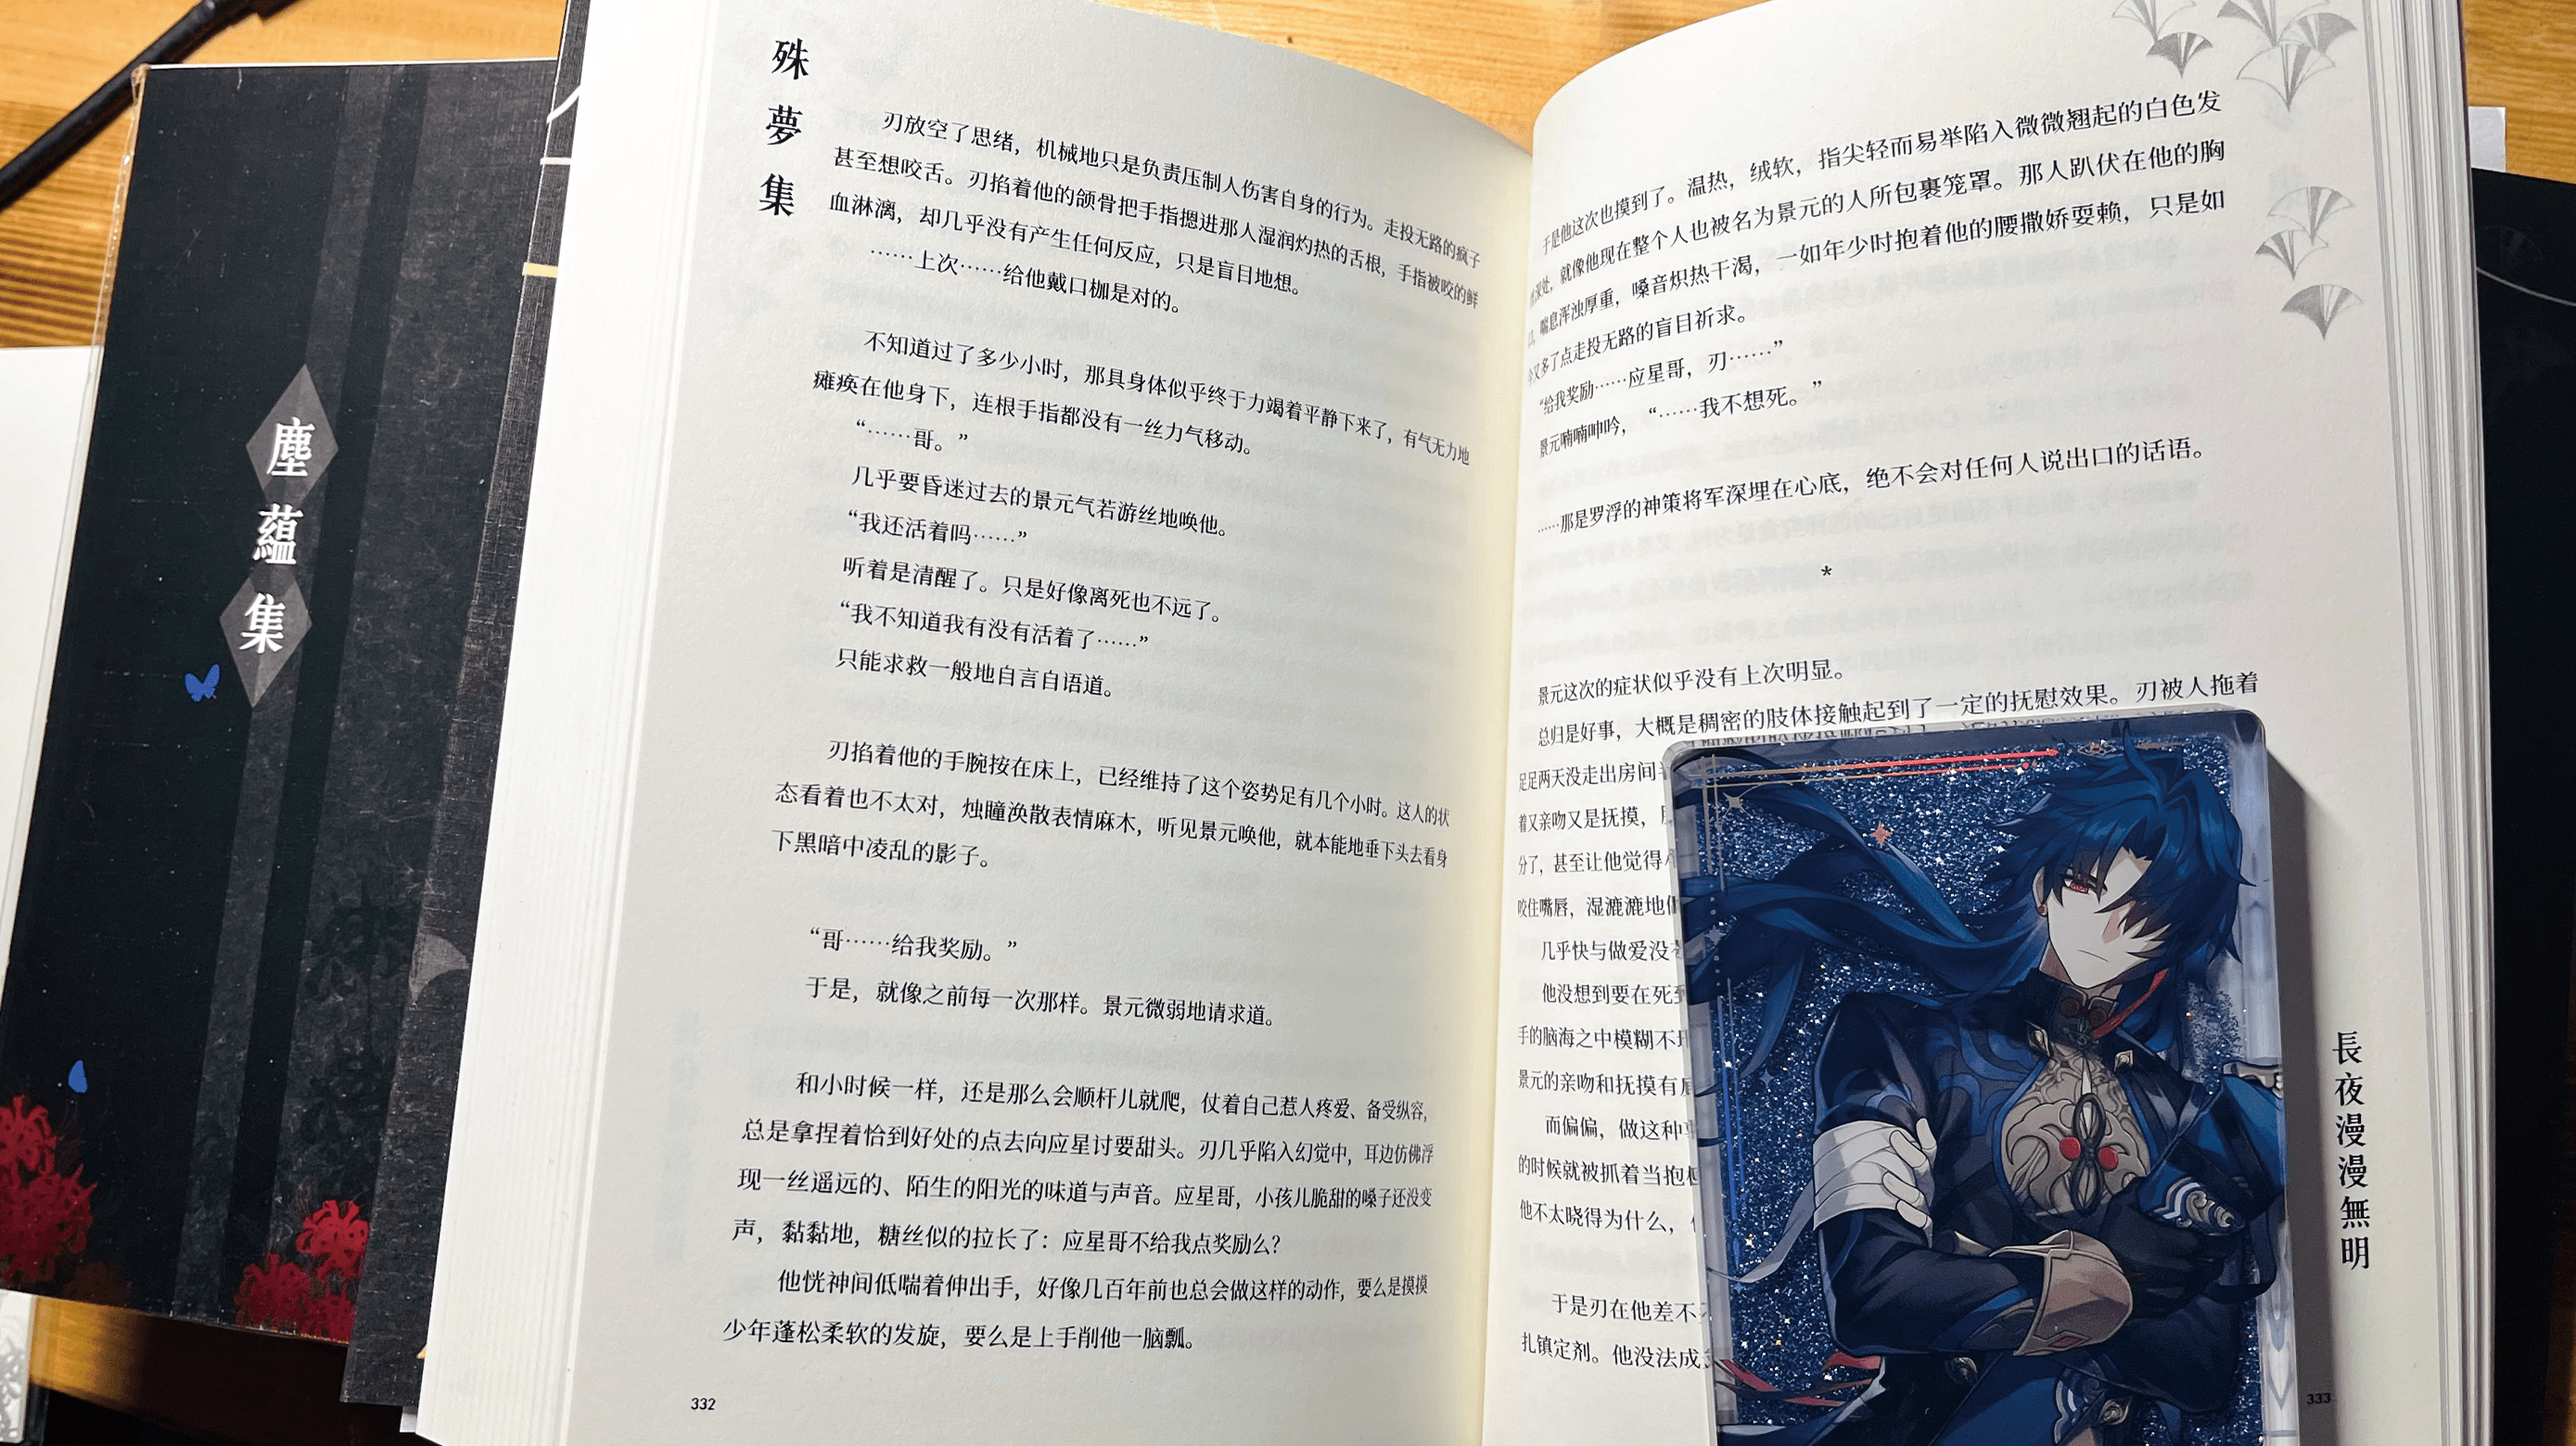 塵蘊集
殊夢集
刃放空了思绪，机械地只是负责压制人伤害自身的行为。走投无路的疯子
甚至想咬舌。刃掐着他的颌骨把手指摁进那人湿润灼热的舌根，手指被咬的鲜
血淋漓，却几乎没有产生任何反应，只是盲目地想。
……上次……给他戴口枷是对的。
不知道过了多少小时，那具身体似乎终于力竭着平静下来了，有气无力地
瘫痪在他身下，连根手指都没有一丝力气移动。
“……哥。”
几乎要昏迷过去的景元气若游丝地唤他。
“我还活着吗……”
听着是清醒了。只是好像离死也不远了。
“我不知道我有没有活着了……”
只能求救一般地自言自语道。
刃掐着他的手腕按在床上，已经维持了这个姿势足有几个小时。这人的状
态看着也不太对，烛瞳涣散表情麻木，听见景元唤他，就本能地垂下头去看身
下黑暗中凌乱的影子。
“哥……给我奖励。”
于是，就像之前每一次那样。景元微弱地请求道。
和小时候一样，还是那么会顺杆儿就爬，仗着自己惹人疼爱、备受纵容，
总是拿捏着恰到好处的点去向应星讨要甜头。刃几乎陷入幻觉中，耳边仿佛浮
现一丝遥远的、陌生的阳光的味道与声音。应星哥，小孩儿脆甜的嗓子还没变
声，黏黏地，糖丝似的拉长了：应星哥不给我点奖励么？
他恍神间低喘着伸出手，好像几百年前也总会做这样的动作，要么是摸摸
少年蓬松柔软的发旋，要么是上手削他一脑瓢。
332
于是他这次也摸到了。温热，绒软，指尖轻而易举陷入微微翘起的白色发
深处，就像他现在整个人也被名为景元的人所包裹笼罩。那人趴伏在他的胸
口，喘息浑浊厚重，嗓音炽热干渴，一如年少时抱着他的腰撒娇耍赖，只是如
今又多了点走投无路的盲目祈求。
“给我奖励……应星哥，刃……”
景元喃喃呻吟，“……我不想死。”
……那是罗浮的神策将军深埋在心底，绝不会对任何人说出口的话语。
*
景元这次的症状似乎没有上次明显。
总归是好事，大概是稠密的肢体接触起到了一定的抚慰效果。刃被人拖着
足足两天没走出房间
着又亲吻又是抚摸，
分了，甚至让他觉得
咬住嘴唇，湿漉漉地
几乎快与做爱没
他没想到要在死
手的脑海之中模糊不
景元的亲吻和抚摸有
而偏偏，做这种
的时候就被抓着当抱
他不太晓得为什么，
于是刃在他差不
扎镇定剂。他没法成
長夜漫漫無明
333